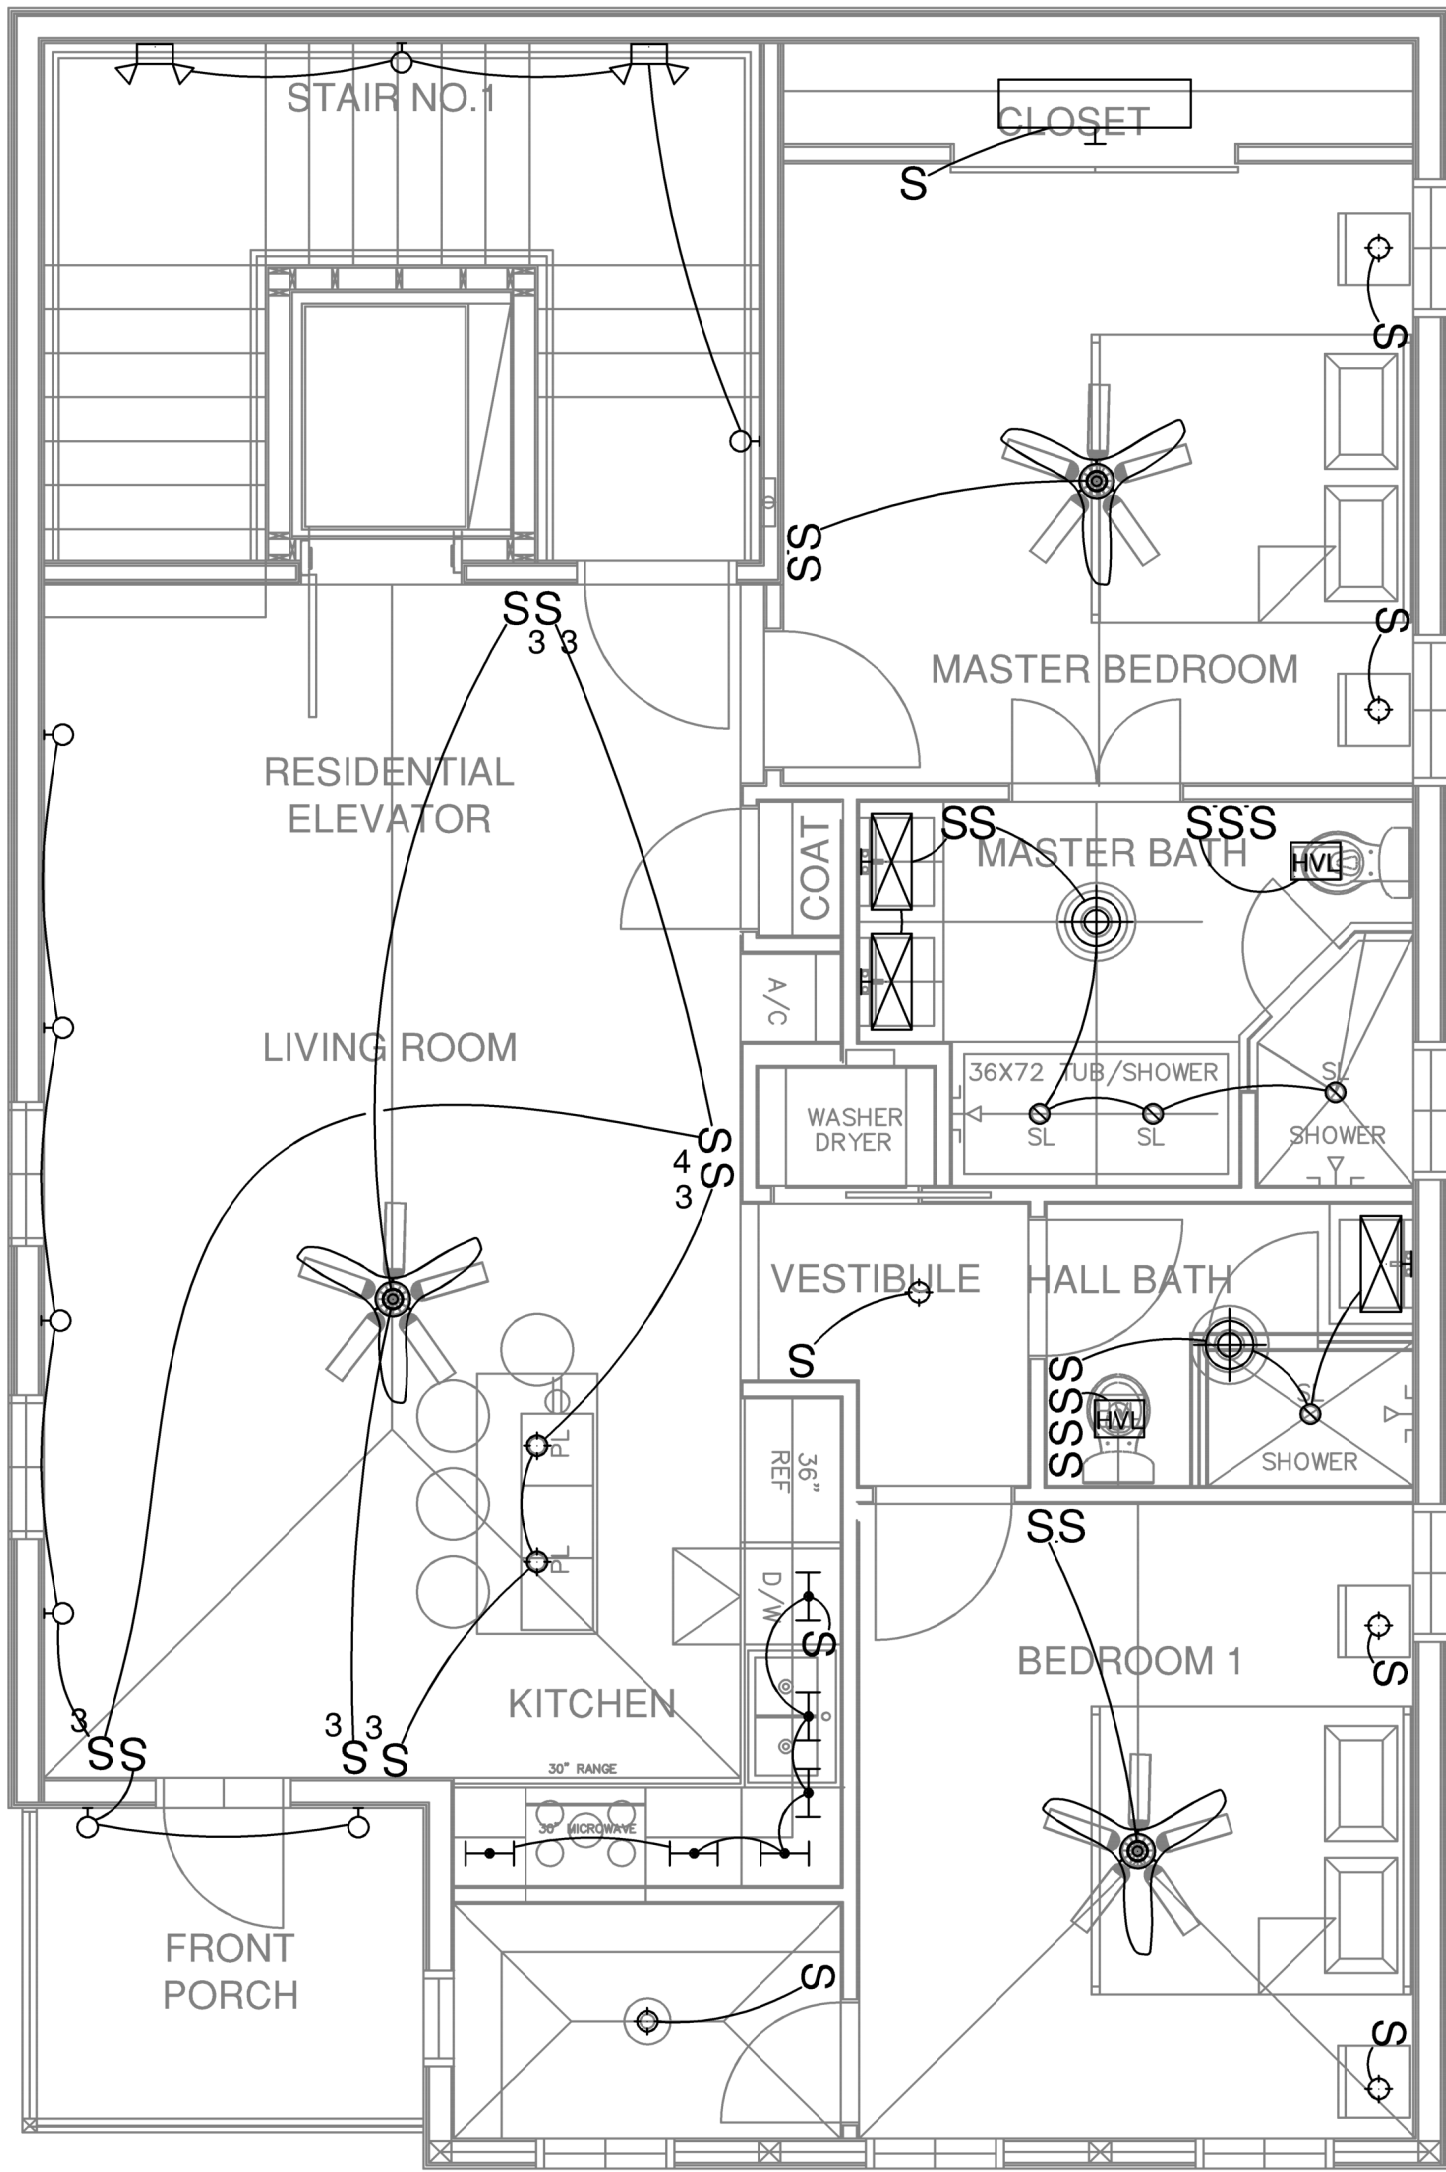 STAIR NO.1
CLOSET
S
S
S
S
S
SS
3 3
MASTER BEDROOM
RESIDENTIAL
ELEVATOR
COAT
SS
SSS
MASTER BATH
HVL
A/C
LIVING ROOM
36X72 TUB/SHOWER
SL
SL
SL
SHOWER
WASHER
DRYER
S
4
S
3
VESTIBULE
HALL BATH
S
S
S
S
S
HVL
SL
SHOWER
PL
PL
36"
REF
D/W
S
SS
BEDROOM 1
S
KITCHEN
3
SS
3 3
S S
30" RANGE
30" MICROWAVE
FRONT
PORCH
S
S
S